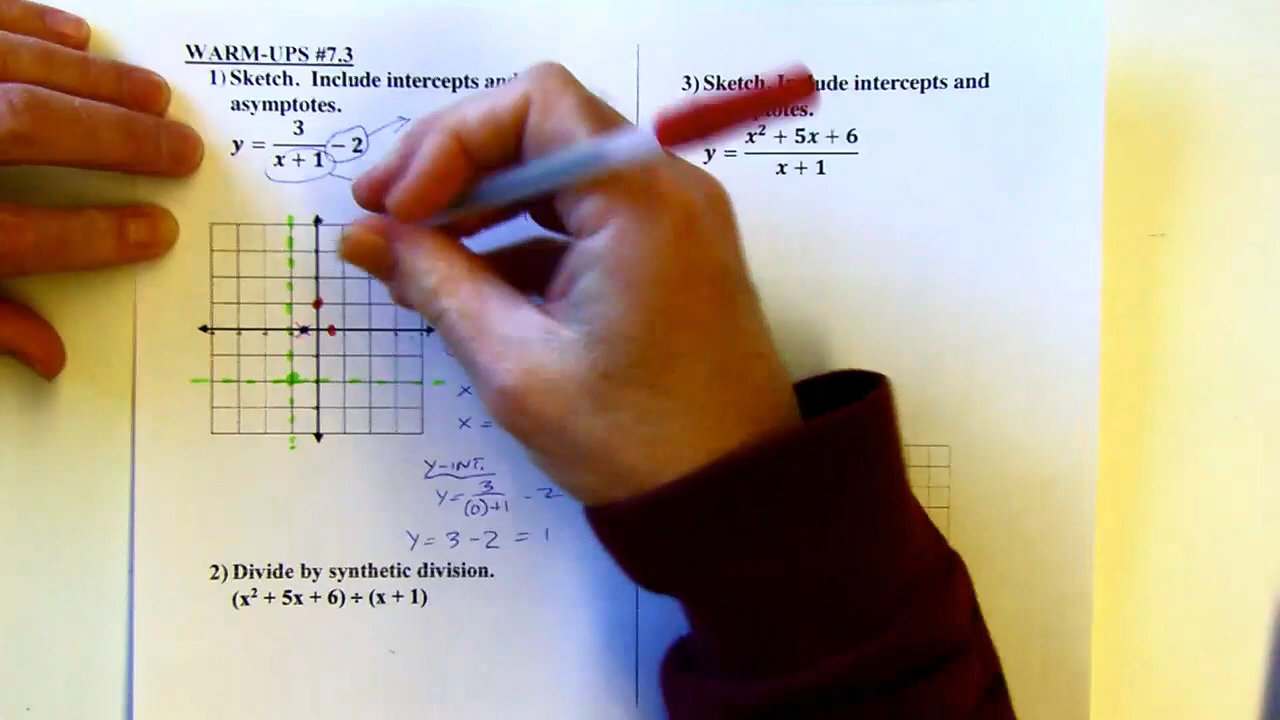 WARM-UPS #7.3
1) Sketch. Include intercepts and
asymptotes.
y = 3 / (x + 1) − 2
x
x =
Y-INT.
y = 3 / ((0)+1) - 2
y = 3 - 2 = 1
2) Divide by synthetic division.
(x² + 5x + 6) ÷ (x + 1)
3) Sketch. Include intercepts and
y = (x² + 5x + 6) / (x + 1)